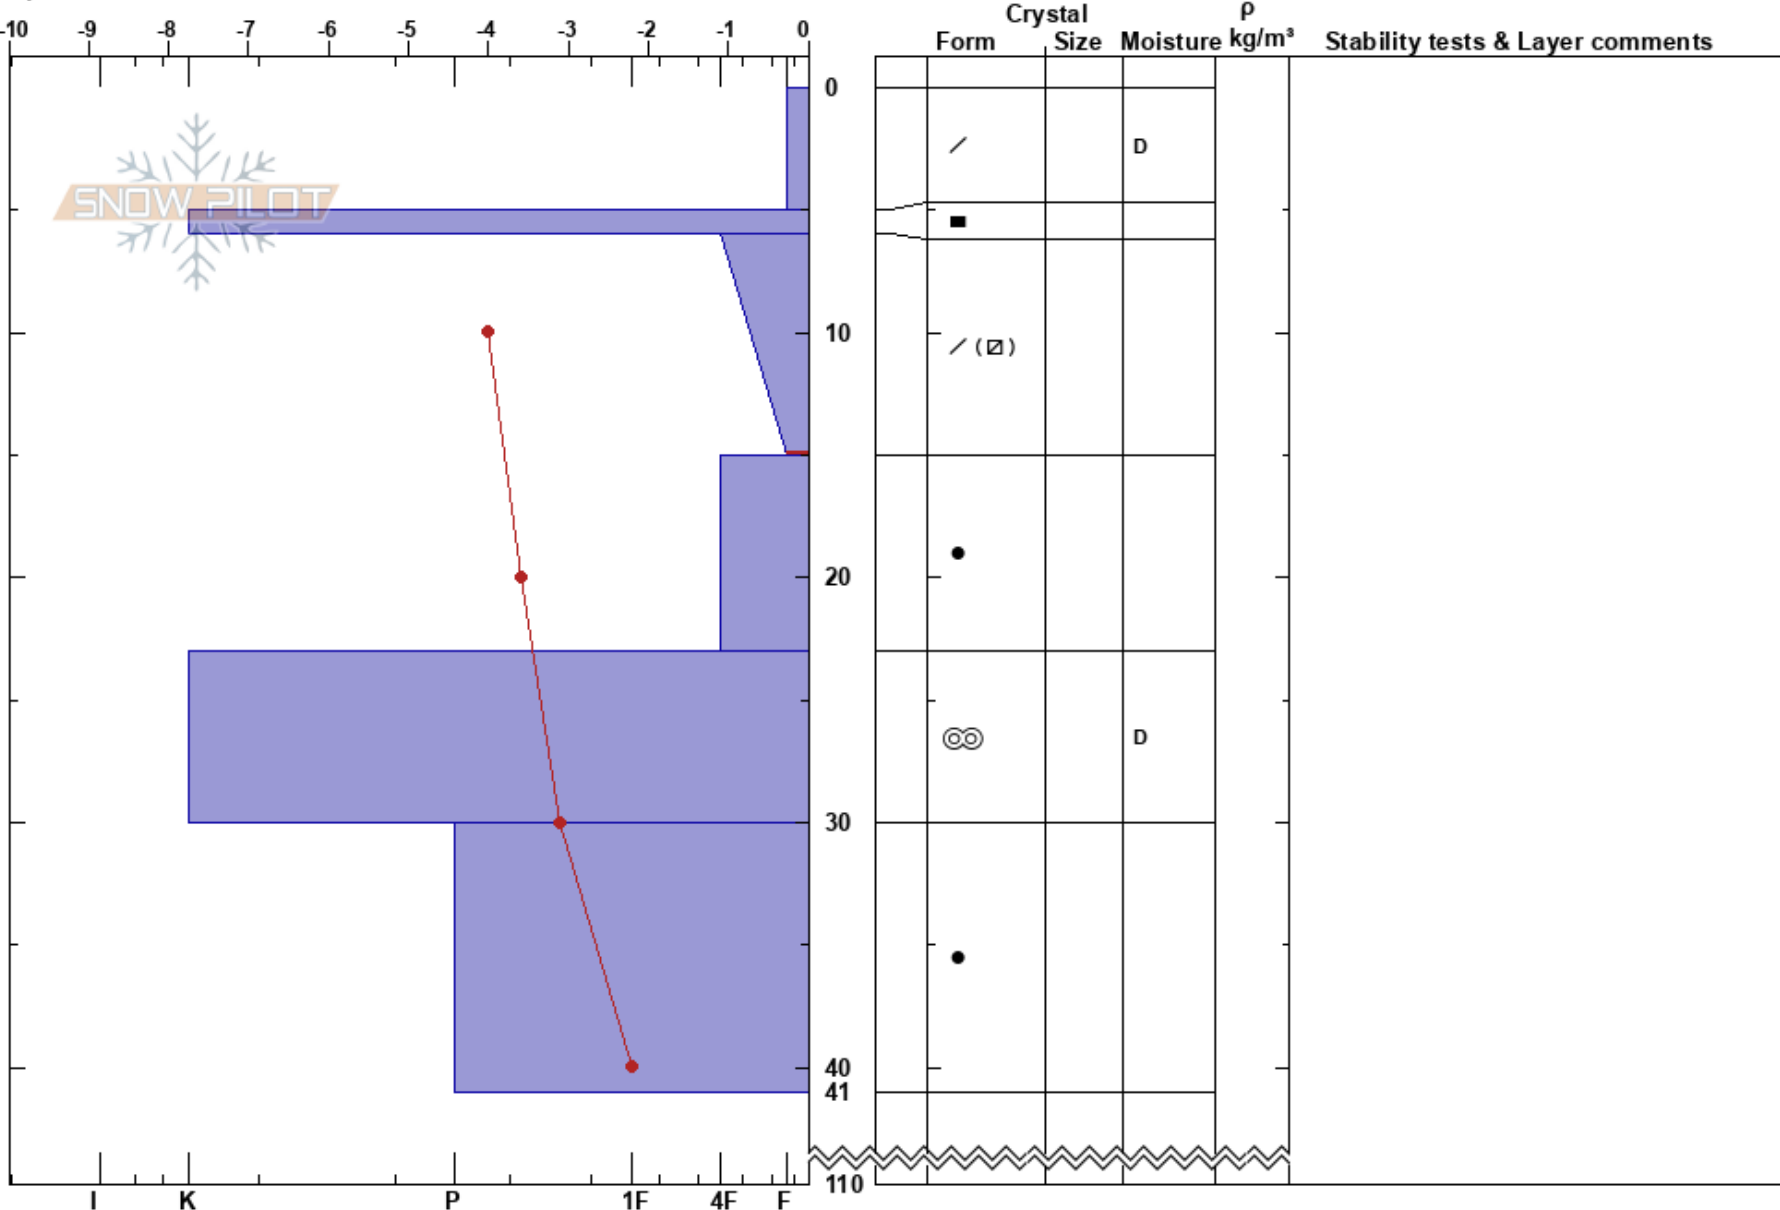 Crystal ρ
-10 -9 -8 -7 -6 -5 -4 -3 -2 -1 0 Form Size Moisture kg/m³ Stability tests & Layer comments
0
D
SNOW PILOT
10
( )
20
D
30
40
41
110
I K P 1F 4F F